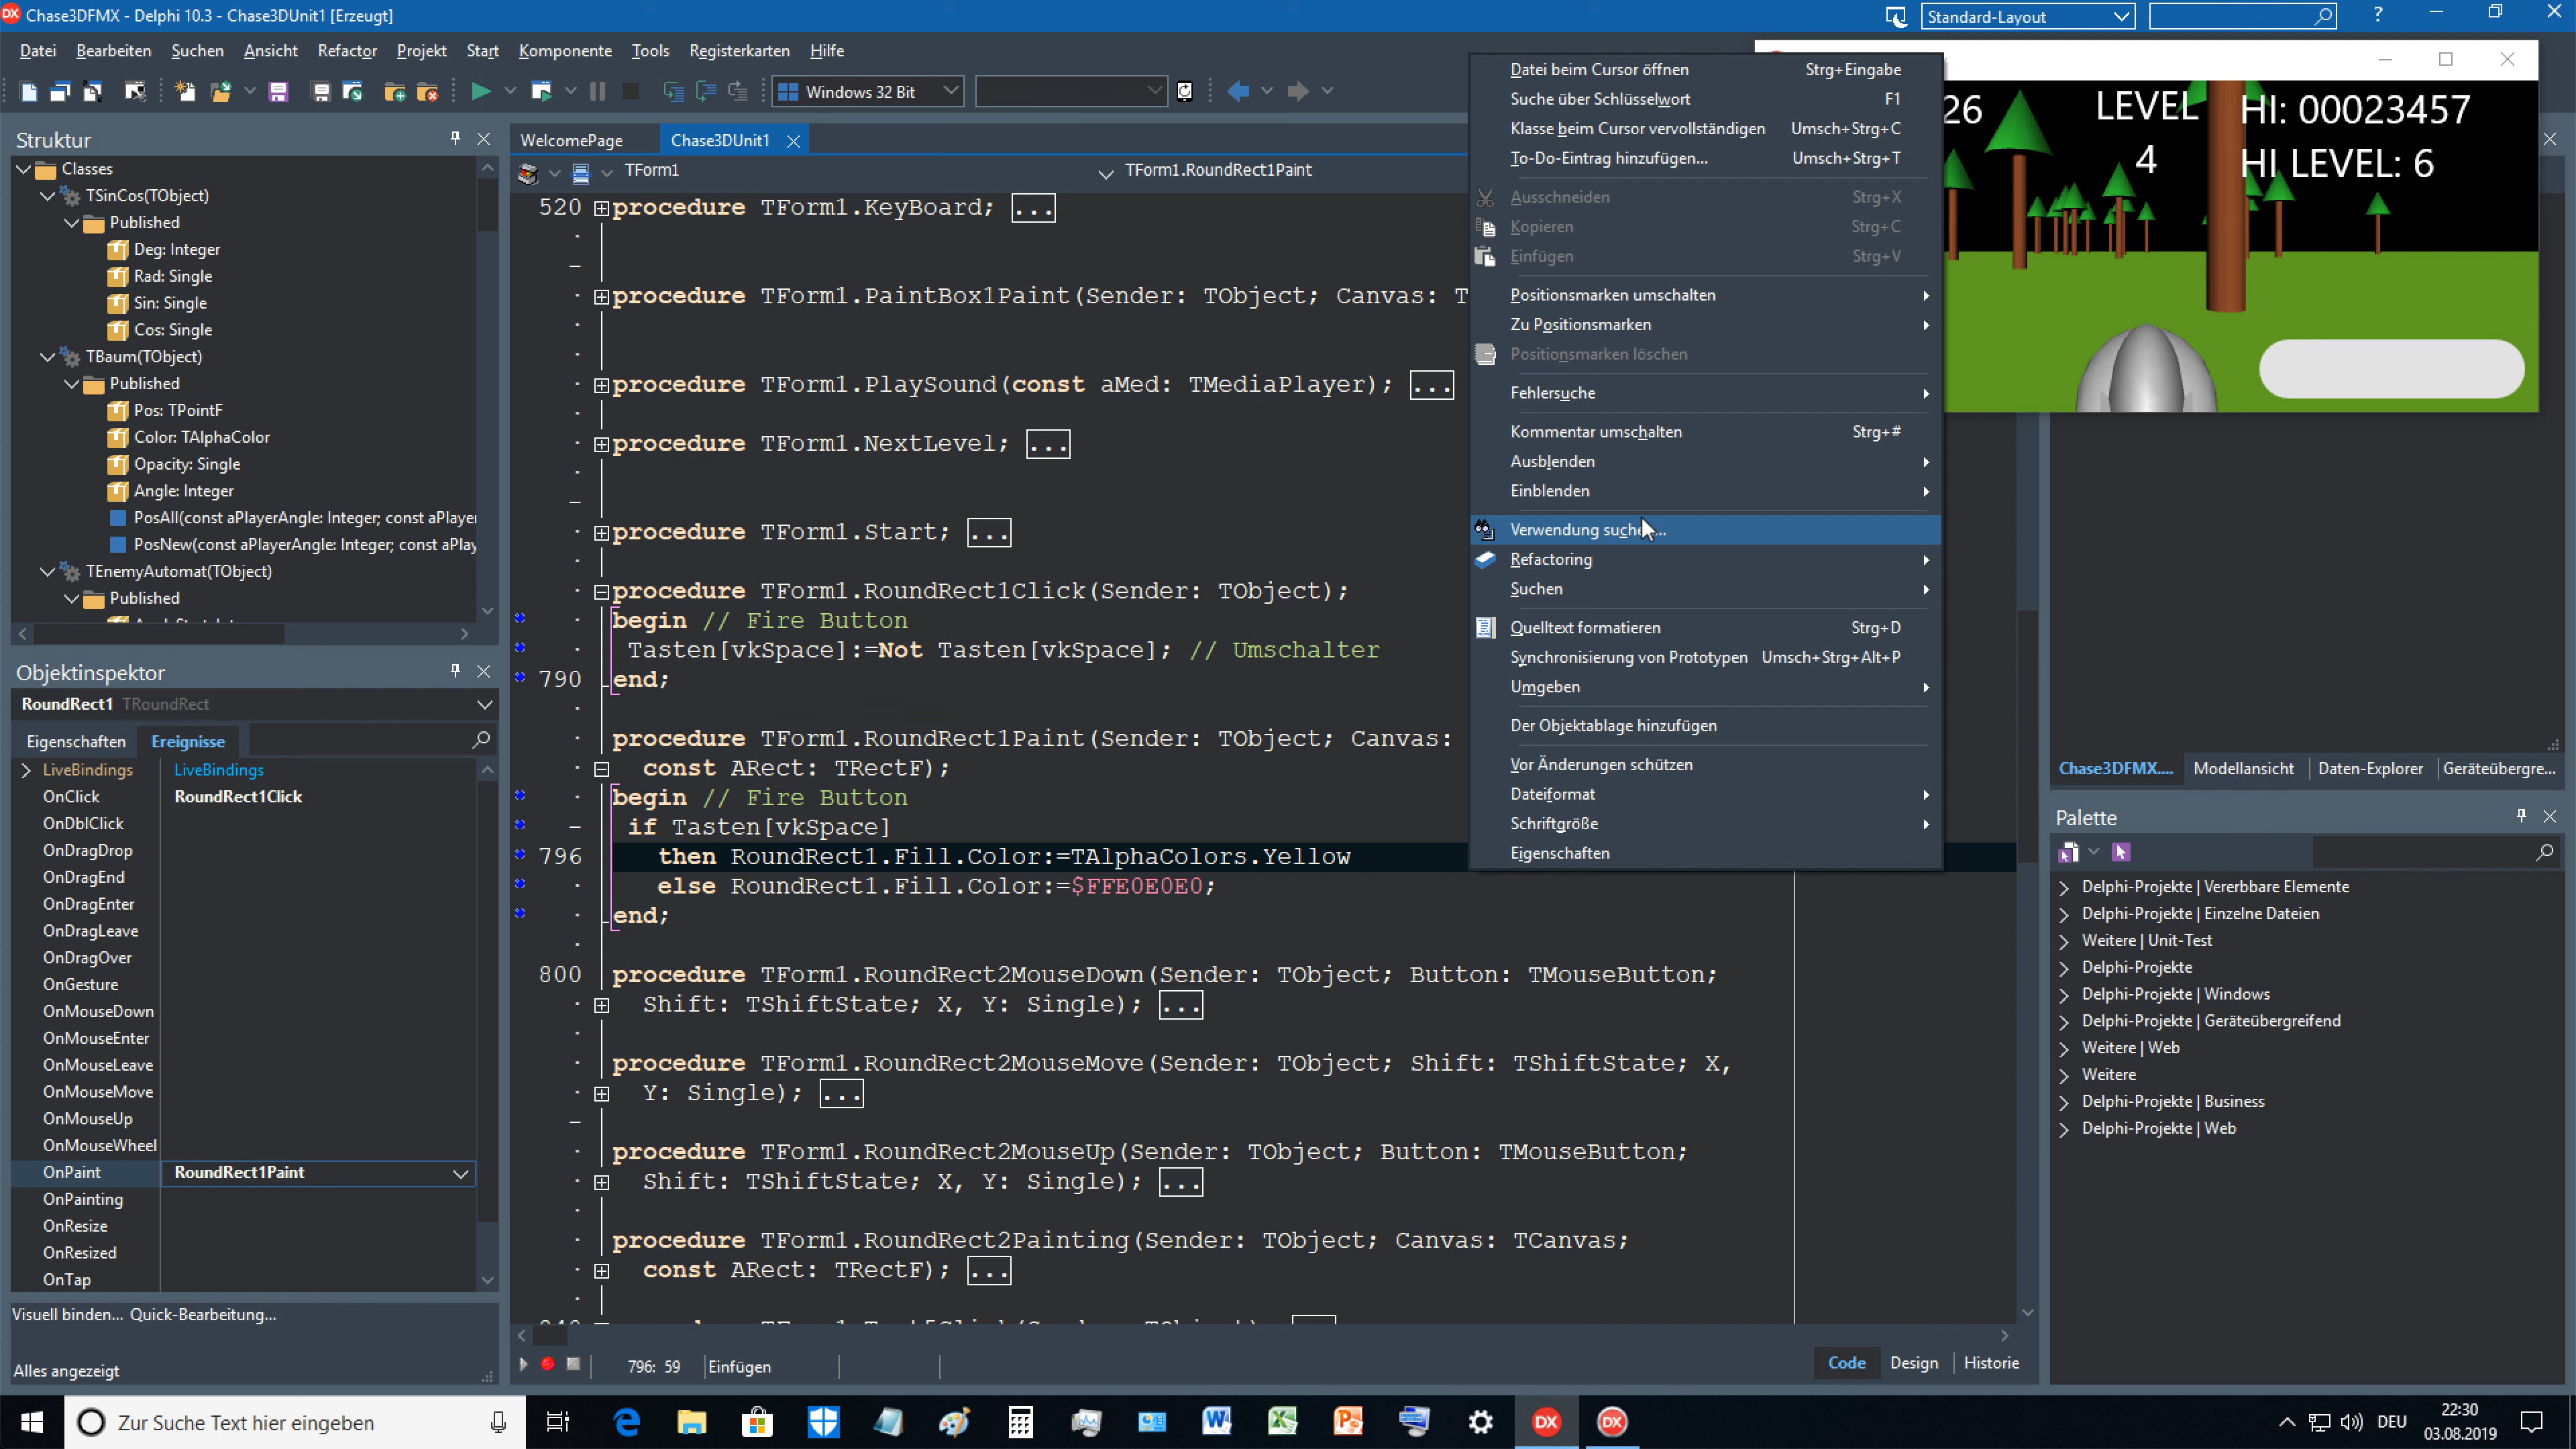 Chase3DFMX - Delphi 10.3 - Chase3DUnit1 [Erzeugt]
Standard-Layout
?
Datei Bearbeiten Suchen Ansicht Refactor Projekt Start Komponente Tools Registerkarten Hilfe
Windows 32 Bit
Struktur
Classes
TSinCos(TObject)
Published
Deg: Integer
Rad: Single
Sin: Single
Cos: Single
TBaum(TObject)
Published
Pos: TPointF
Color: TAlphaColor
Opacity: Single
Angle: Integer
PosAll(const aPlayerAngle: Integer; const aPlayer
PosNew(const aPlayerAngle: Integer; const aPlay
TEnemyAutomat(TObject)
Published
Objektinspektor
RoundRect1 TRoundRect
Eigenschaften Ereignisse
LiveBindings LiveBindings
OnClick RoundRect1Click
OnDblClick
OnDragDrop
OnDragEnd
OnDragEnter
OnDragLeave
OnDragOver
OnGesture
OnMouseDown
OnMouseEnter
OnMouseLeave
OnMouseMove
OnMouseUp
OnMouseWheel
OnPaint RoundRect1Paint
OnPainting
OnResize
OnResized
OnTap
Visuell binden... Quick-Bearbeitung...
Alles angezeigt
WelcomePage Chase3DUnit1
TForm1 TForm1.RoundRect1Paint
520 procedure TForm1.KeyBoard; ...
procedure TForm1.PaintBox1Paint(Sender: TObject; Canvas: T
procedure TForm1.PlaySound(const aMed: TMediaPlayer); ...
procedure TForm1.NextLevel; ...
procedure TForm1.Start; ...
procedure TForm1.RoundRect1Click(Sender: TObject);
begin // Fire Button
Tasten[vkSpace]:=Not Tasten[vkSpace]; // Umschalter
790 end;
procedure TForm1.RoundRect1Paint(Sender: TObject; Canvas:
const ARect: TRectF);
begin // Fire Button
if Tasten[vkSpace]
796 then RoundRect1.Fill.Color:=TAlphaColors.Yellow
else RoundRect1.Fill.Color:=$FFE0E0E0;
end;
800 procedure TForm1.RoundRect2MouseDown(Sender: TObject; Button: TMouseButton;
Shift: TShiftState; X, Y: Single); ...
procedure TForm1.RoundRect2MouseMove(Sender: TObject; Shift: TShiftState; X,
Y: Single); ...
procedure TForm1.RoundRect2MouseUp(Sender: TObject; Button: TMouseButton;
Shift: TShiftState; X, Y: Single); ...
procedure TForm1.RoundRect2Painting(Sender: TObject; Canvas: TCanvas;
const ARect: TRectF); ...
796: 59 Einfügen
Code Design Historie
Datei beim Cursor öffnen Strg+Eingabe
Suche über Schlüsselwort F1
Klasse beim Cursor vervollständigen Umsch+Strg+C
To-Do-Eintrag hinzufügen... Umsch+Strg+T
Ausschneiden Strg+X
Kopieren Strg+C
Einfügen Strg+V
Positionsmarken umschalten
Zu Positionsmarken
Positionsmarken löschen
Fehlersuche
Kommentar umschalten Strg+#
Ausblenden
Einblenden
Verwendung suche...
Refactoring
Suchen
Quelltext formatieren Strg+D
Synchronisierung von Prototypen Umsch+Strg+Alt+P
Umgeben
Der Objektablage hinzufügen
Vor Änderungen schützen
Dateiformat
Schriftgröße
Eigenschaften
26 LEVEL HI: 00023457
4 HI LEVEL: 6
Chase3DFMX.... Modellansicht Daten-Explorer Geräteübergre...
Palette
Delphi-Projekte | Vererbbare Elemente
Delphi-Projekte | Einzelne Dateien
Weitere | Unit-Test
Delphi-Projekte
Delphi-Projekte | Windows
Delphi-Projekte | Geräteübergreifend
Weitere | Web
Weitere
Delphi-Projekte | Business
Delphi-Projekte | Web
Zur Suche Text hier eingeben
DX DX
DEU
22:30
03.08.2019